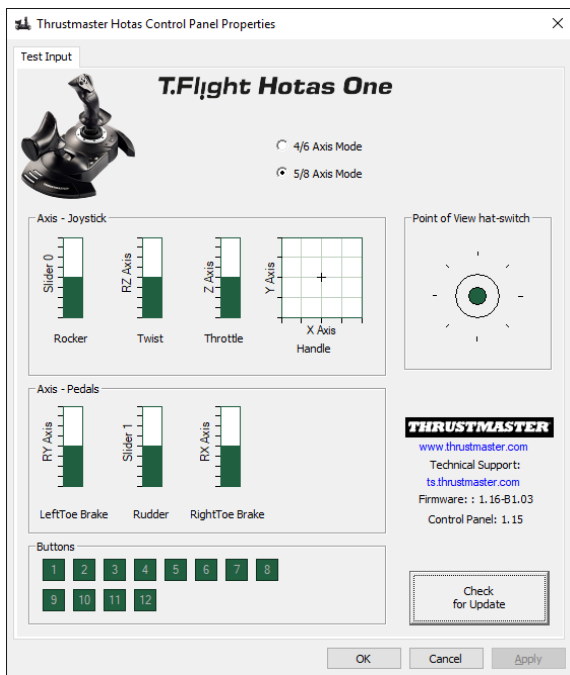 Thrustmaster Hotas Control Panel Properties
Test Input
T.Flight Hotas One
4/6 Axis Mode
5/8 Axis Mode
Axis - Joystick
Slider 0
RZ Axis
Z Axis
Y Axis
X Axis
Rocker
Twist
Throttle
Handle
Point of View hat-switch
Axis - Pedals
RY Axis
Slider 1
RX Axis
LeftToe Brake
Rudder
RightToe Brake
THRUSTMASTER
www.thrustmaster.com
Technical Support:
ts.thrustmaster.com
Firmware: : 1.16-B1.03
Control Panel: 1.15
Buttons
1 2 3 4 5 6 7 8
9 10 11 12
Check
for Update
OK Cancel Apply